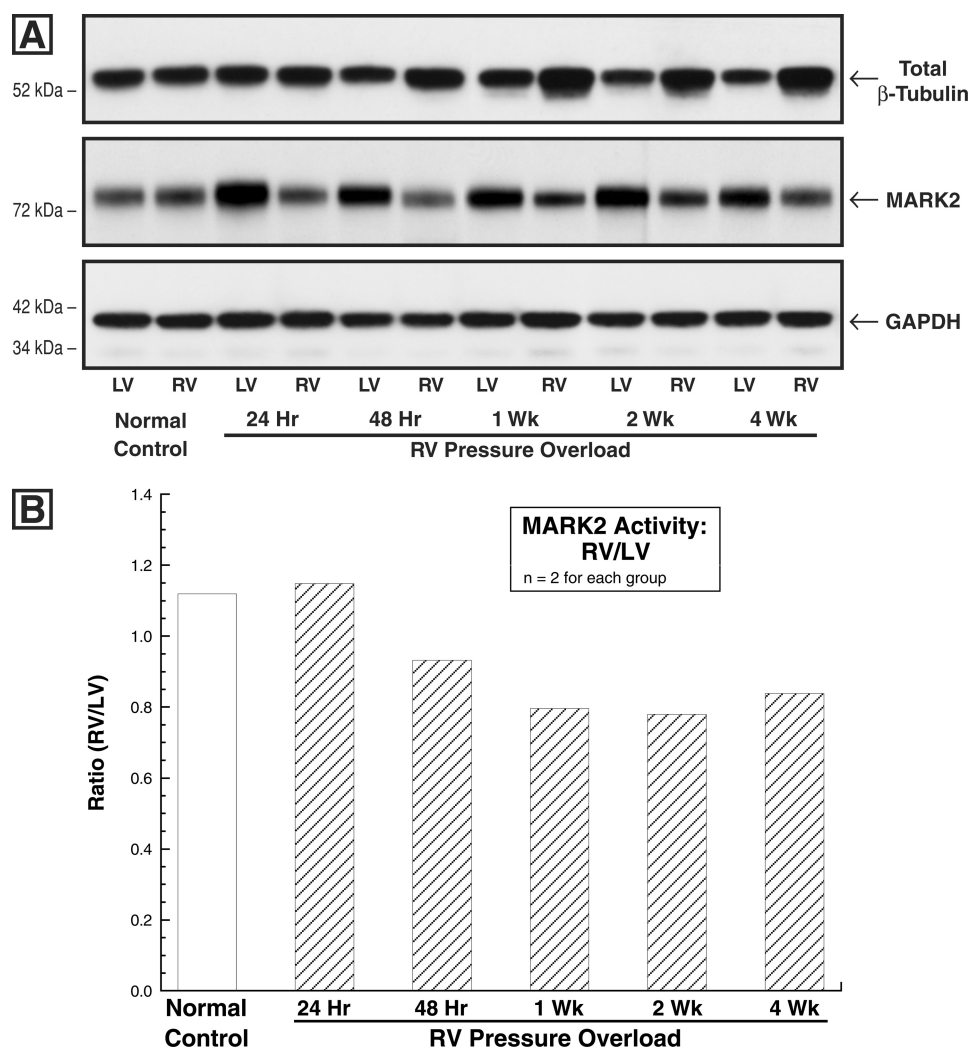 A
52 kDa –
Total
β-Tubulin
72 kDa –
MARK2
42 kDa –
34 kDa –
GAPDH
LV RV LV RV LV RV LV RV LV RV LV RV
Normal
Control
24 Hr 48 Hr 1 Wk 2 Wk 4 Wk
RV Pressure Overload
B
MARK2 Activity:
RV/LV
n = 2 for each group
Ratio (RV/LV)
1.4
1.2
1.0
0.8
0.6
0.4
0.2
0.0
Normal
Control
24 Hr 48 Hr 1 Wk 2 Wk 4 Wk
RV Pressure Overload